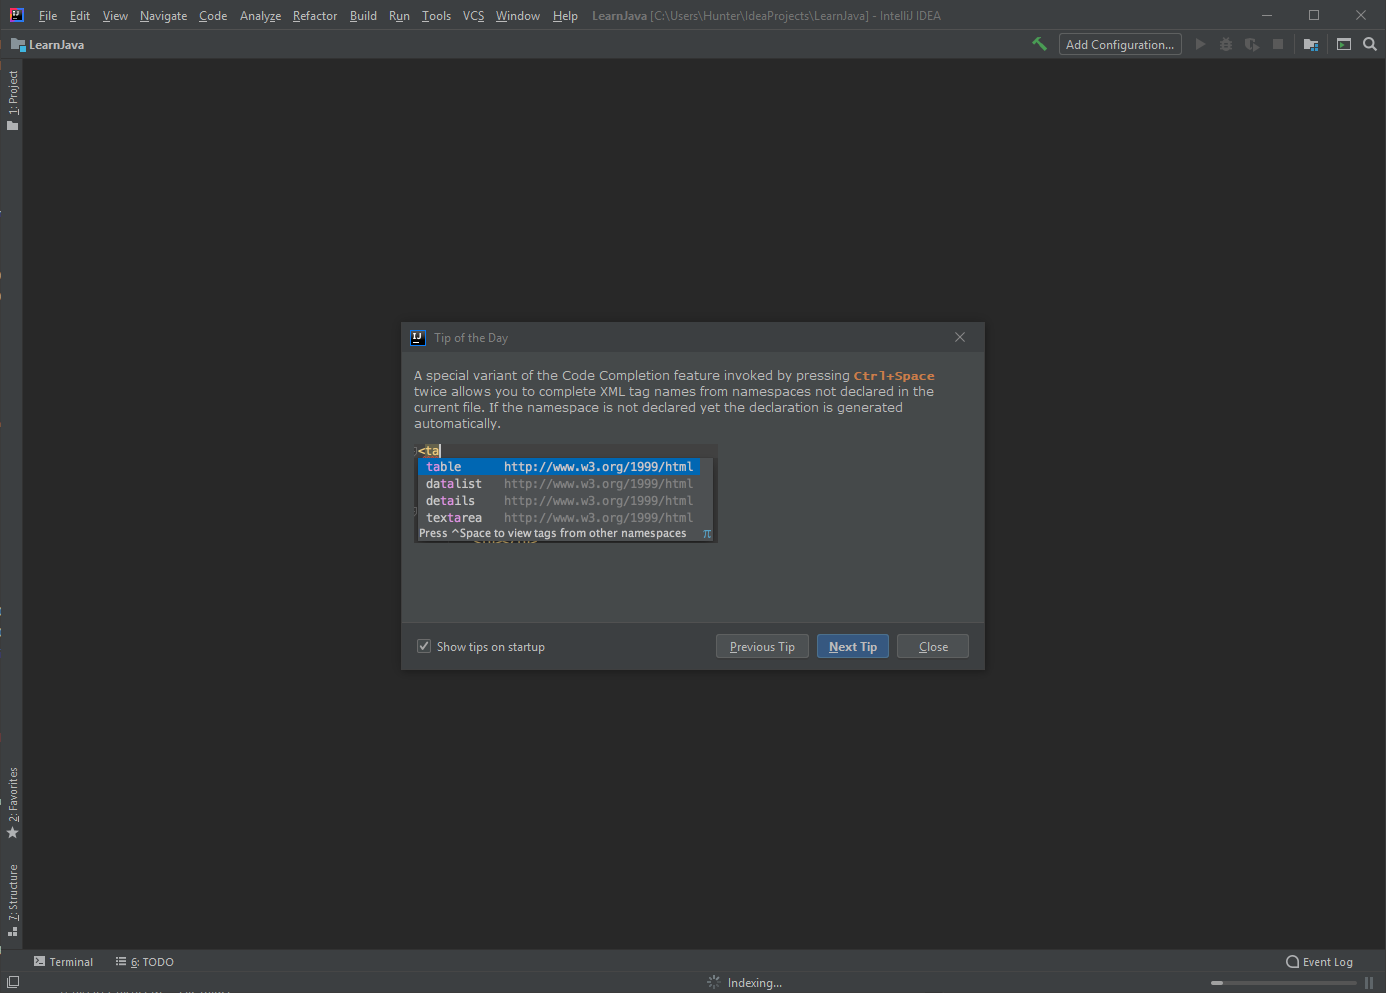 File Edit View Navigate Code Analyze Refactor Build Run Tools VCS Window Help LearnJava [C:\Users\Hunter\IdeaProjects\LearnJava] - IntelliJ IDEA
LearnJava
Add Configuration...
1: Project
IJ Tip of the Day
A special variant of the Code Completion feature invoked by pressing Ctrl+Space
twice allows you to complete XML tag names from namespaces not declared in the
current file. If the namespace is not declared yet the declaration is generated
automatically.
<ta
table http://www.w3.org/1999/html
datalist http://www.w3.org/1999/html
details http://www.w3.org/1999/html
textarea http://www.w3.org/1999/html
Press ^Space to view tags from other namespaces π
Show tips on startup
Previous Tip
Next Tip
Close
2: Favorites
7: Structure
Terminal
6: TODO
Event Log
Indexing...